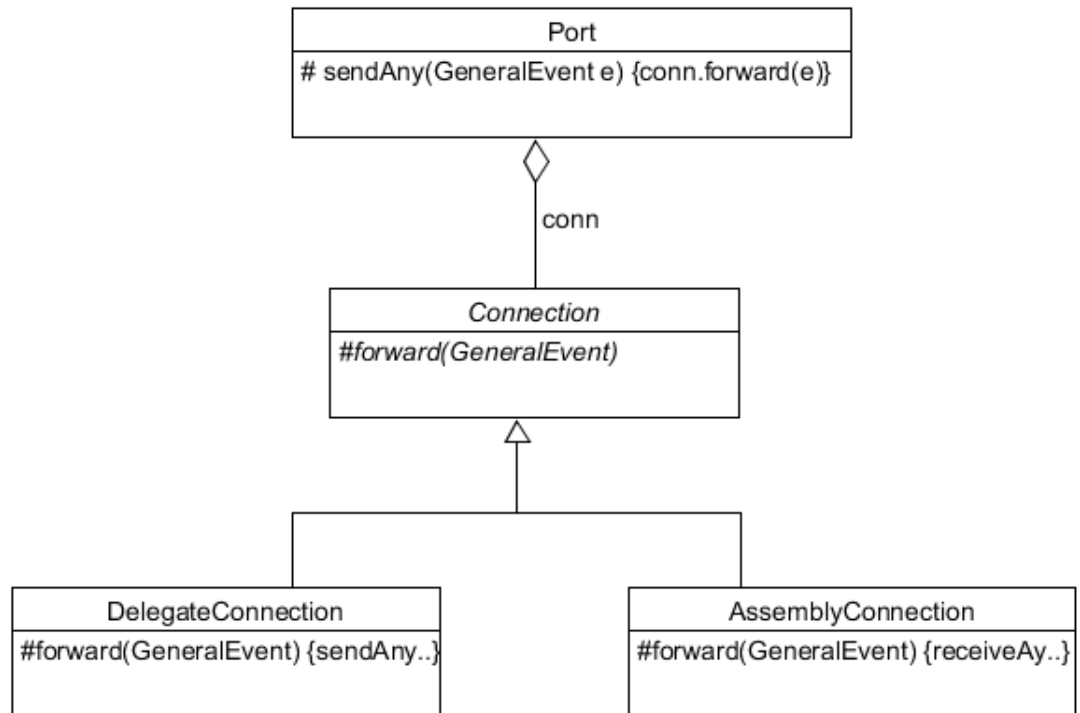 Port
# sendAny(GeneralEvent e) {conn.forward(e)}
conn
Connection
#forward(GeneralEvent)
DelegateConnection
#forward(GeneralEvent) {sendAny..}
AssemblyConnection
#forward(GeneralEvent) {receiveAy..}